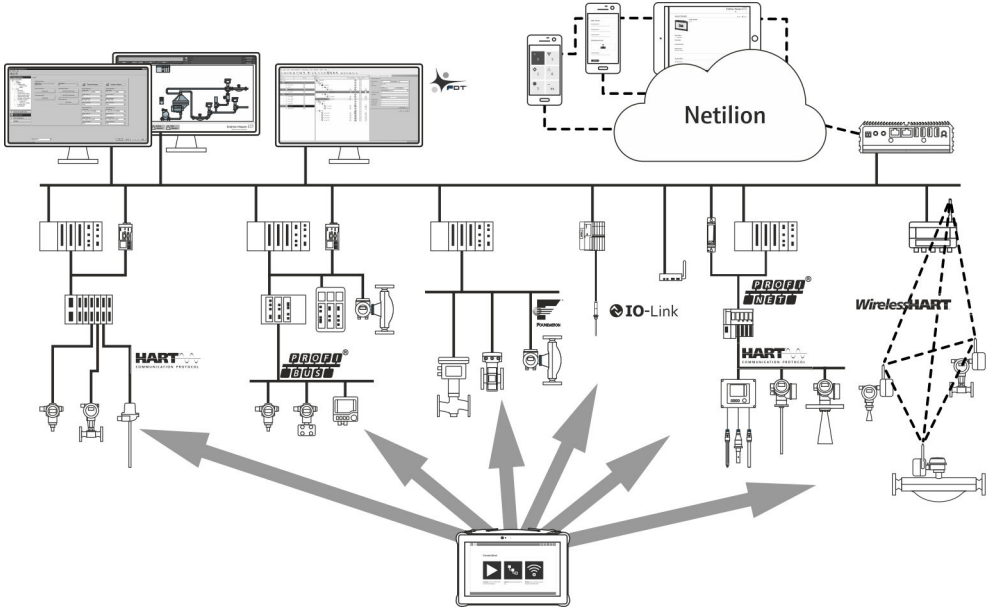 FDT
Netilion
PROFI®
NET
WirelessHART
FOUNDATION
IO-Link
HART
COMMUNICATION PROTOCOL
PROFI®
BUS
HART
COMMUNICATION PROTOCOL